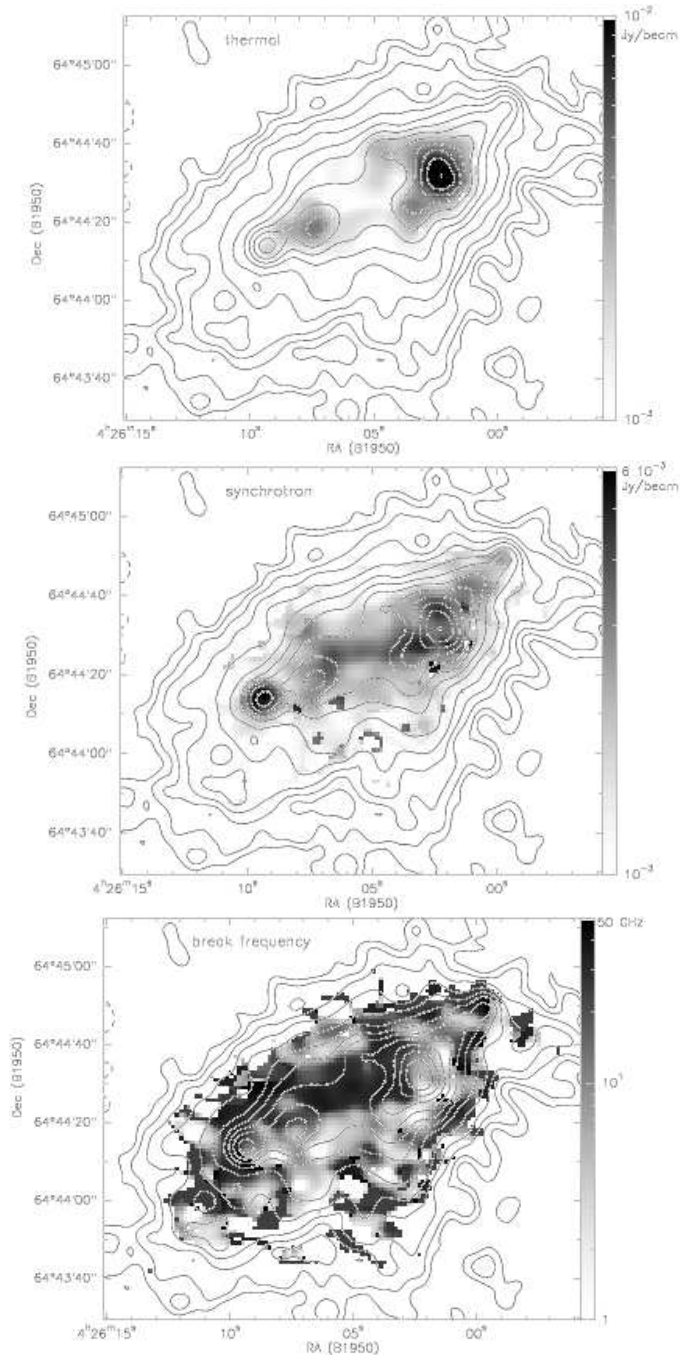 thermal
10⁻²
Jy/beam
64°45'00"
64°44'40"
64°44'20"
64°44'00"
64°43'40"
Dec (B1950)
4ʰ26ᵐ15ˢ
10ˢ
05ˢ
00ˢ
RA (B1950)
synchrotron
6 10⁻³
Jy/beam
64°45'00"
64°44'40"
64°44'20"
64°44'00"
64°43'40"
Dec (B1950)
10⁻³
4ʰ26ᵐ15ˢ
10ˢ
05ˢ
00ˢ
RA (B1950)
break frequency
50 GHz
64°45'00"
64°44'40"
64°44'20"
64°44'00"
64°43'40"
Dec (B1950)
10¹
1
4ʰ26ᵐ15ˢ
10ˢ
05ˢ
00ˢ
RA (B1950)